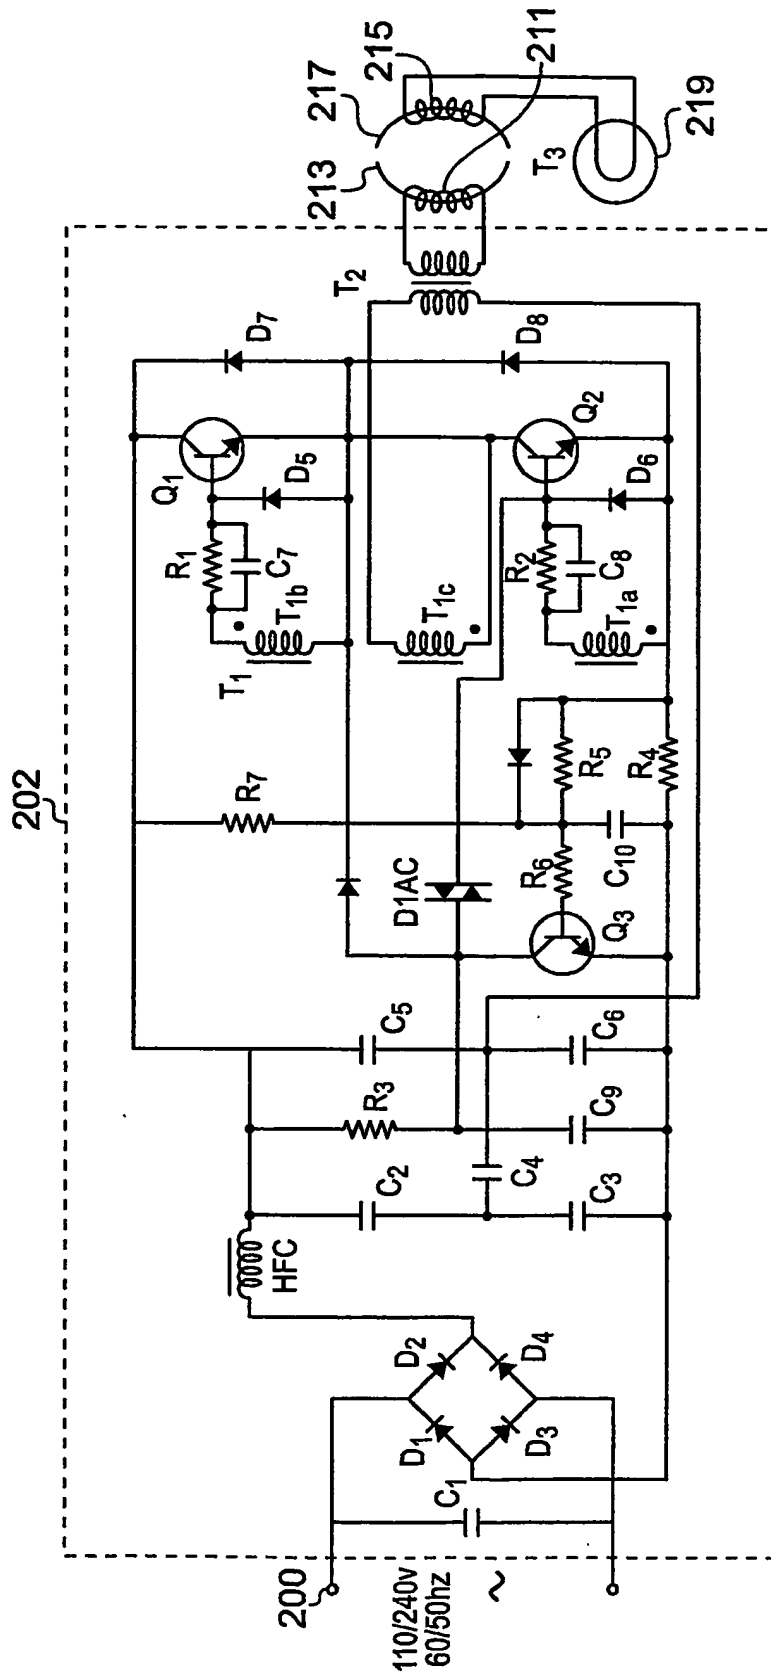 202
200
110/240v
60/50hz
~
C1
D1
D2
D3
D4
HFC
C2
C3
C4
R3
C9
C5
C6
D1AC
Q3
R6
C10
R5
R4
R7
T1
T1b
T1c
T1a
R1
C7
R2
C8
Q1
D5
D6
Q2
D7
D8
T2
213
217
215
211
T3
219